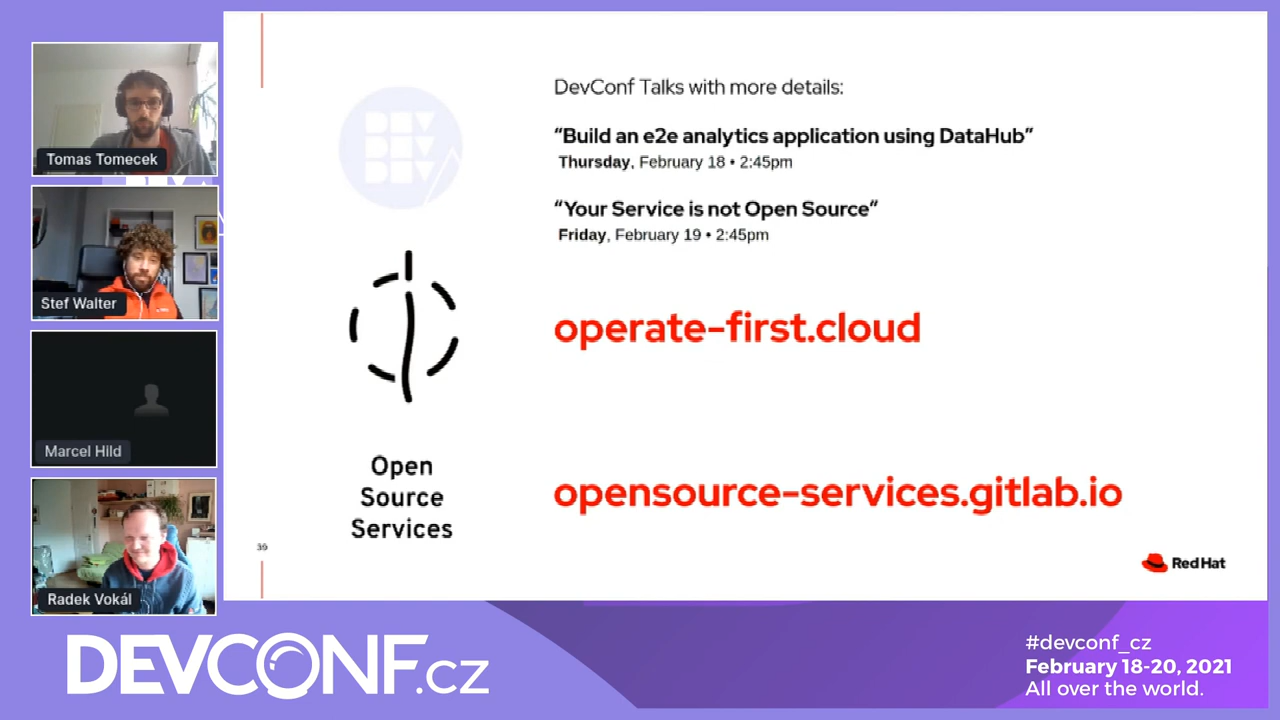 Tomas Tomecek
Stef Walter
Marcel Hild
Radek Vokál
DevConf Talks with more details:
“Build an e2e analytics application using DataHub”
Thursday, February 18 • 2:45pm
“Your Service is not Open Source”
Friday, February 19 • 2:45pm
operate-first.cloud
Open
Source
Services
opensource-services.gitlab.io
Red Hat
DEVCONF.cz
#devconf_cz
February 18-20, 2021
All over the world.